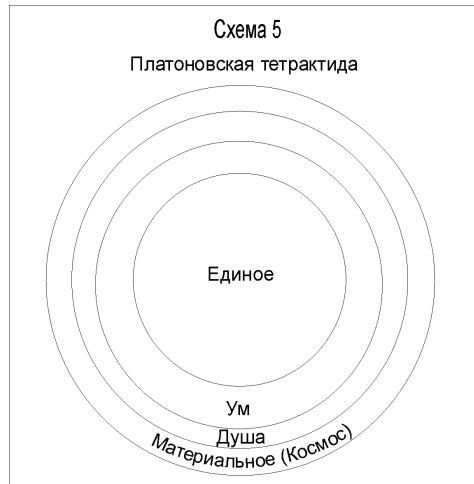 Схема 5
Платоновская тетрактида
Единое
Ум
Душа
Материальное (Космос)